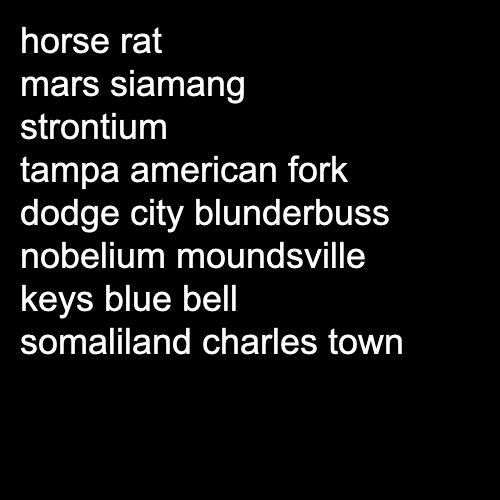 horse rat
mars siamang
strontium
tampa american fork
dodge city blunderbuss
nobelium moundsville
keys blue bell
somaliland charles town